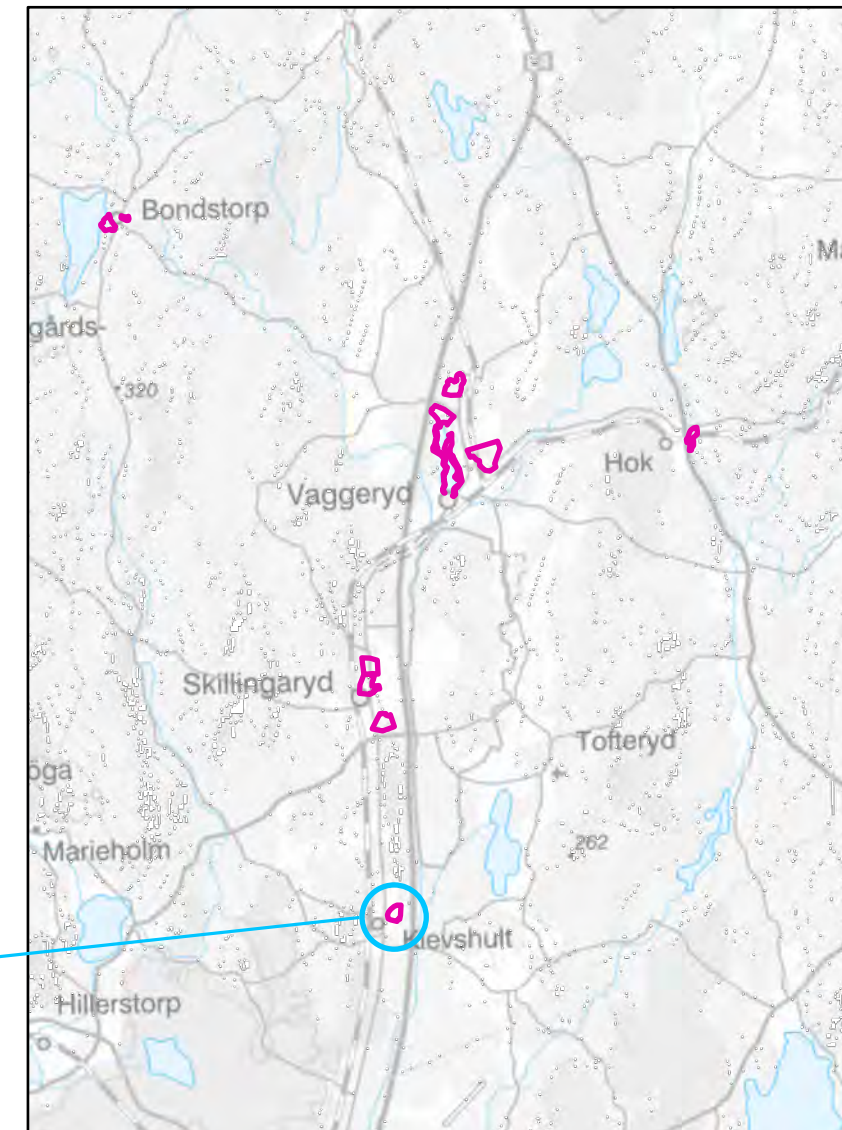 Bondstorp
Ma
gårds-
320
Hok
Vaggeryd
Skillingaryd
Tofteryd
öga
262
Marieholm
Klevshult
Hillerstorp